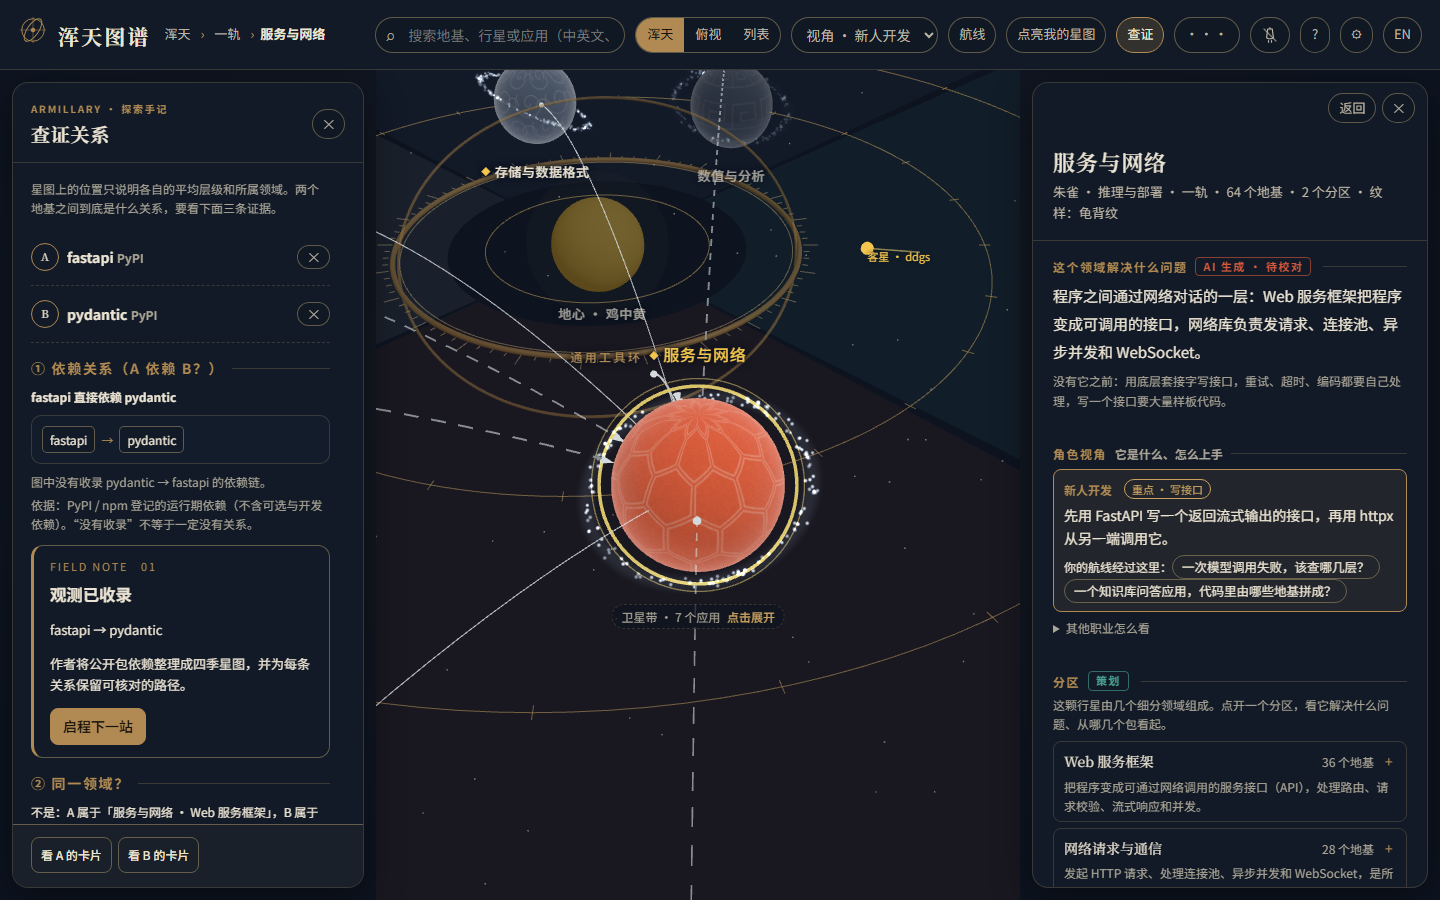 浑天图谱
浑天 › 一轨 › 服务与网络
搜索地基、行星或应用（中英文、
浑天 俯视 列表
视角 · 新人开发
航线
点亮我的星图
查证
···
?
EN
ARMILLARY · 探索手记
查证关系
星图上的位置只说明各自的平均层级和所属领域。两个
地基之间到底是什么关系，要看下面三条证据。
A fastapi PyPI
B pydantic PyPI
① 依赖关系（A 依赖 B？）
fastapi 直接依赖 pydantic
fastapi → pydantic
图中没有收录 pydantic → fastapi 的依赖链。
依据：PyPI / npm 登记的运行期依赖（不含可选与开发
依赖）。“没有收录”不等于一定没有关系。
FIELD NOTE 01
观测已收录
fastapi → pydantic
作者将公开包依赖整理成四季星图，并为每条
关系保留可核对的路径。
启程下一站
② 同一领域？
不是：A 属于「服务与网络 · Web 服务框架」，B 属于
看 A 的卡片 看 B 的卡片
存储与数据格式
数值与分析
客星 · ddgs
地心 · 鸡中黄
通用工具环
服务与网络
卫星带 · 7 个应用 点击展开
返回
服务与网络
朱雀 · 推理与部署 · 一轨 · 64 个地基 · 2 个分区 · 纹
样：龟背纹
这个领域解决什么问题 AI 生成 · 待校对
程序之间通过网络对话的一层：Web 服务框架把程序
变成可调用的接口，网络库负责发请求、连接池、异
步并发和 WebSocket。
没有它之前：用底层套接字写接口，重试、超时、编码都要自己处
理，写一个接口要大量样板代码。
角色视角 它是什么、怎么上手
新人开发 重点 · 写接口
先用 FastAPI 写一个返回流式输出的接口，再用 httpx
从另一端调用它。
你的航线经过这里： 一次模型调用失败，该查哪几层？
一个知识库问答应用，代码里由哪些地基拼成？
▶ 其他职业怎么看
分区 策划
这颗行星由几个细分领域组成。点开一个分区，看它解决什么问
题、从哪几个包看起。
Web 服务框架 36 个地基 +
把程序变成可通过网络调用的服务接口（API），处理路由、请
求校验、流式响应和并发。
网络请求与通信 28 个地基 +
发起 HTTP 请求、处理连接池、异步并发和 WebSocket，是所